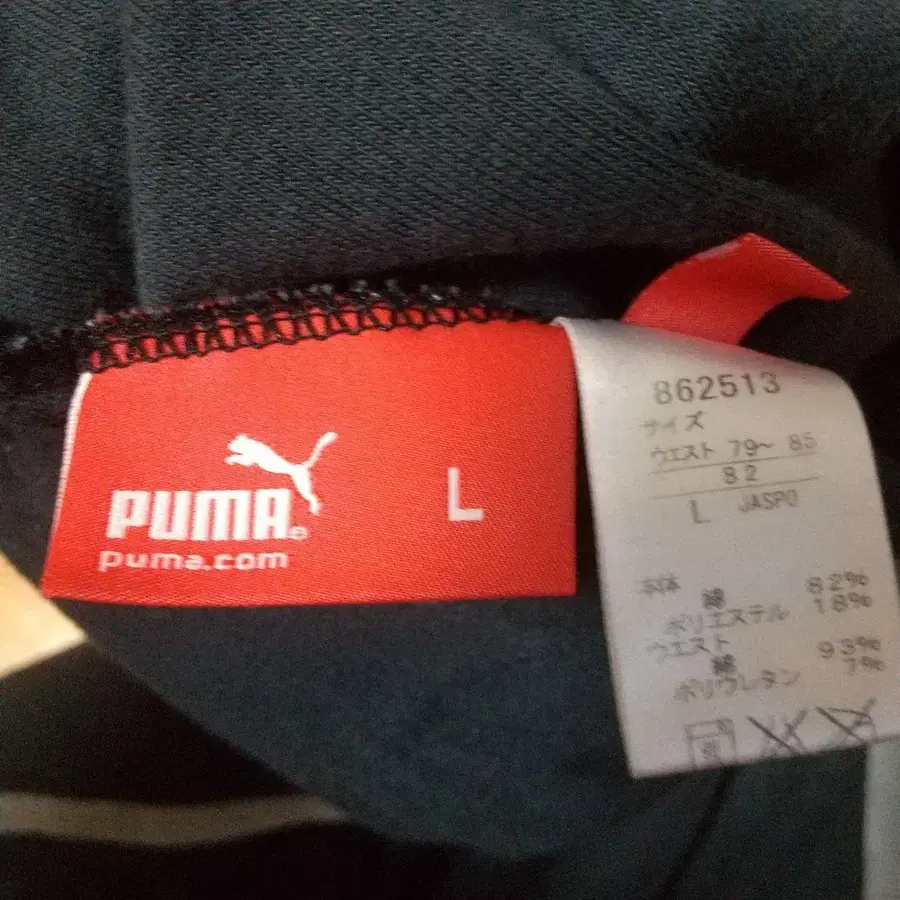 PUMA
puma.com
L
862513
サイズ
ウエスト 79~ 85
82
L JASPO
本体
綿 82%
ポリエステル 18%
ウエスト
綿 93%
ポリウレタン 7%